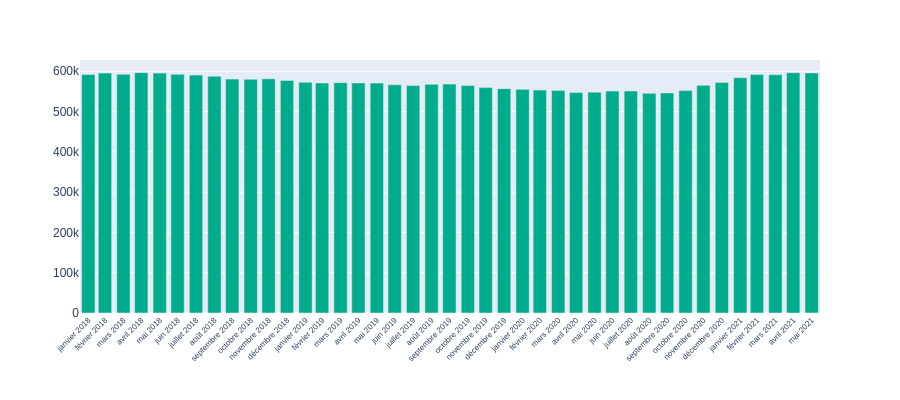 600k
500k
400k
300k
200k
100k
0
janvier 2018
février 2018
mars 2018
avril 2018
mai 2018
juin 2018
juillet 2018
août 2018
septembre 2018
octobre 2018
novembre 2018
décembre 2018
janvier 2019
février 2019
mars 2019
avril 2019
mai 2019
juin 2019
juillet 2019
août 2019
septembre 2019
octobre 2019
novembre 2019
décembre 2019
janvier 2020
février 2020
mars 2020
avril 2020
mai 2020
juin 2020
juillet 2020
août 2020
septembre 2020
octobre 2020
novembre 2020
décembre 2020
janvier 2021
février 2021
mars 2021
avril 2021
mai 2021